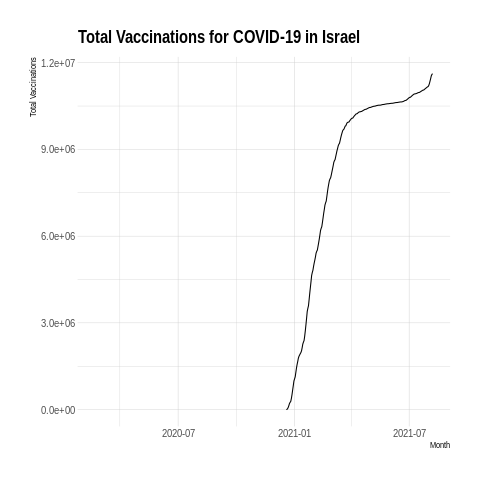 Total Vaccinations for COVID-19 in Israel
Total Vaccinations
1.2e+07
9.0e+06
6.0e+06
3.0e+06
0.0e+00
2020-07
2021-01
2021-07
Month